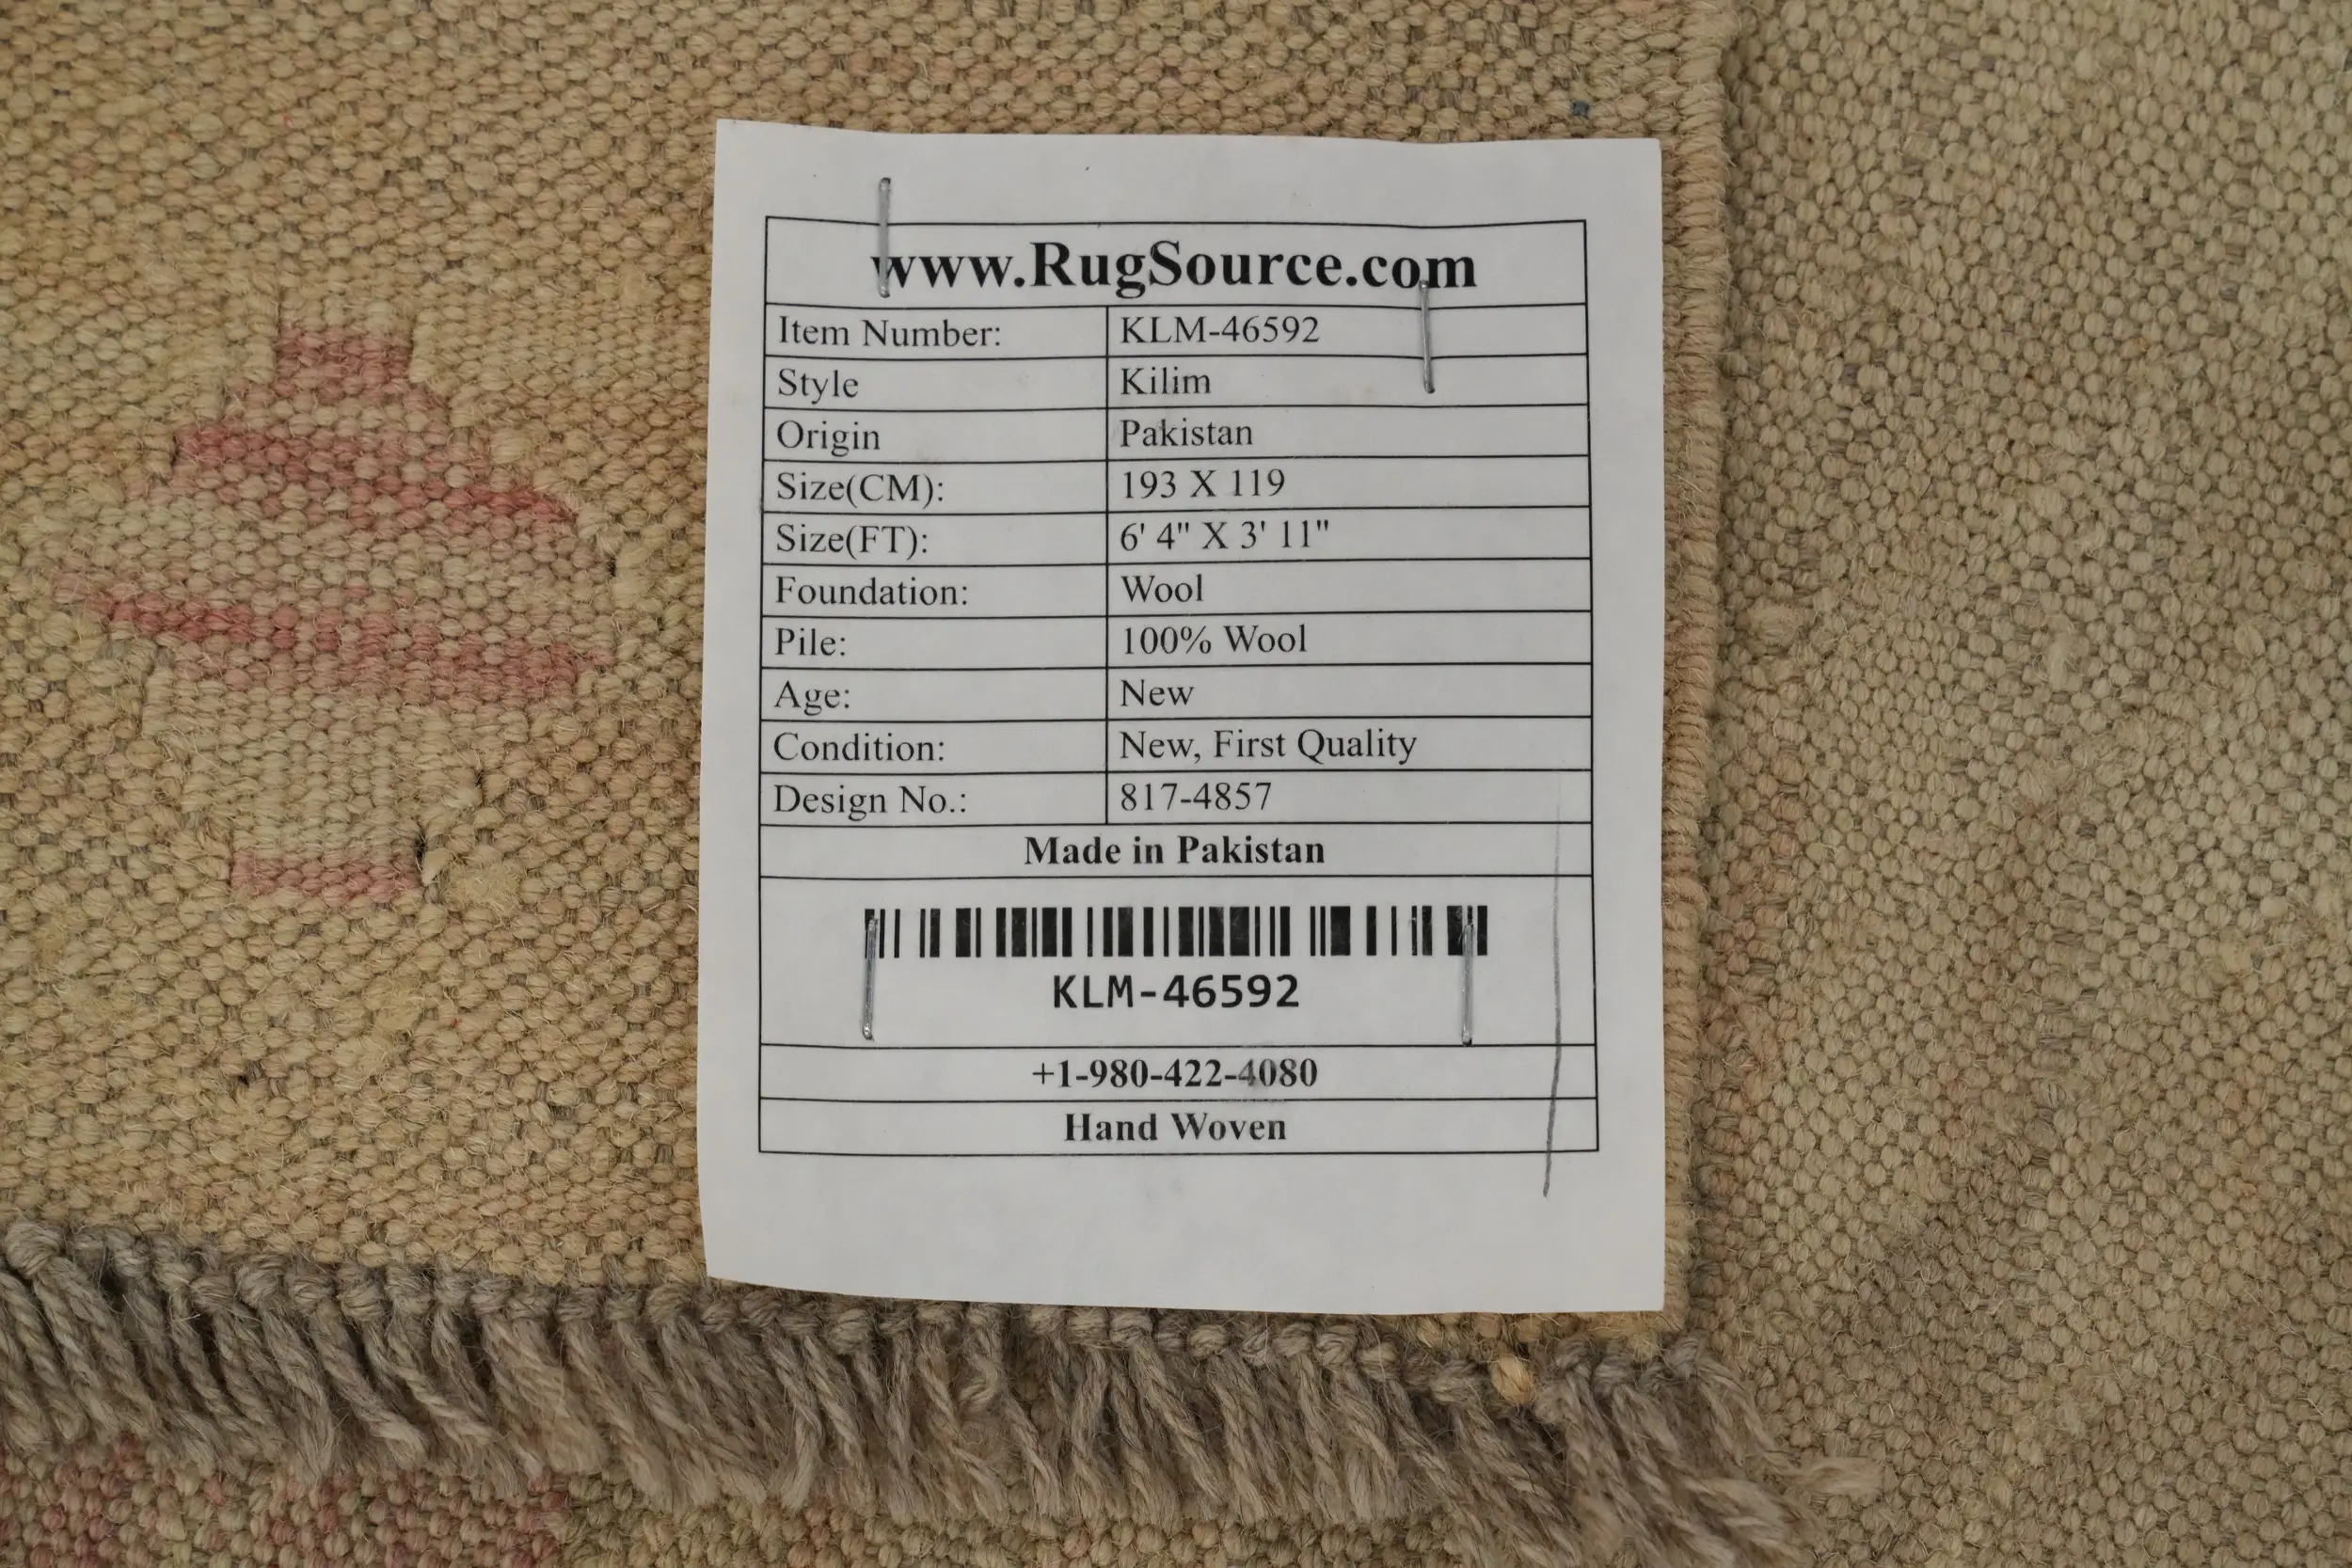 www.RugSource.com
Item Number: KLM-46592
Style Kilim
Origin Pakistan
Size(CM): 193 X 119
Size(FT): 6' 4" X 3' 11"
Foundation: Wool
Pile: 100% Wool
Age: New
Condition: New, First Quality
Design No.: 817-4857
Made in Pakistan
KLM-46592
+1-980-422-4080
Hand Woven